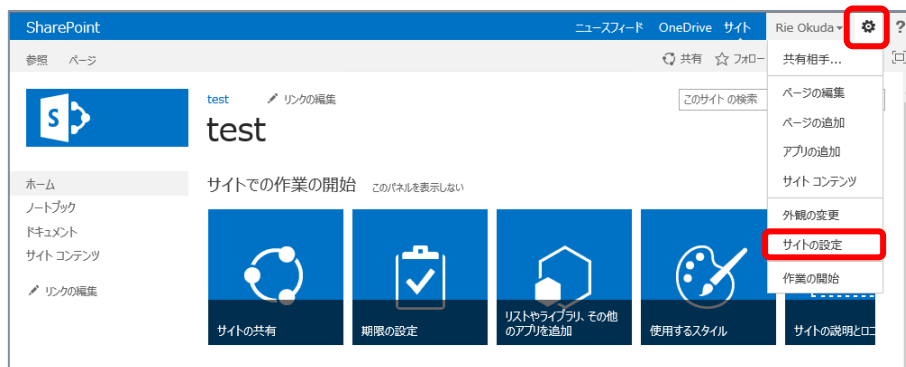 SharePoint
ニュースフィード OneDrive サイト Rie Okuda ?
参照 ページ
共有 フォロー
共有相手...
ページの編集
ページの追加
アプリの追加
サイト コンテンツ
外観の変更
サイトの設定
作業の開始
S
test リンクの編集
このサイト の検索
test
ホーム
ノートブック
ドキュメント
サイト コンテンツ
リンクの編集
サイトでの作業の開始 このパネルを表示しない
サイトの共有
期限の設定
リストやライブラリ、その他
のアプリを追加
使用するスタイル
サイトの説明とロゴ